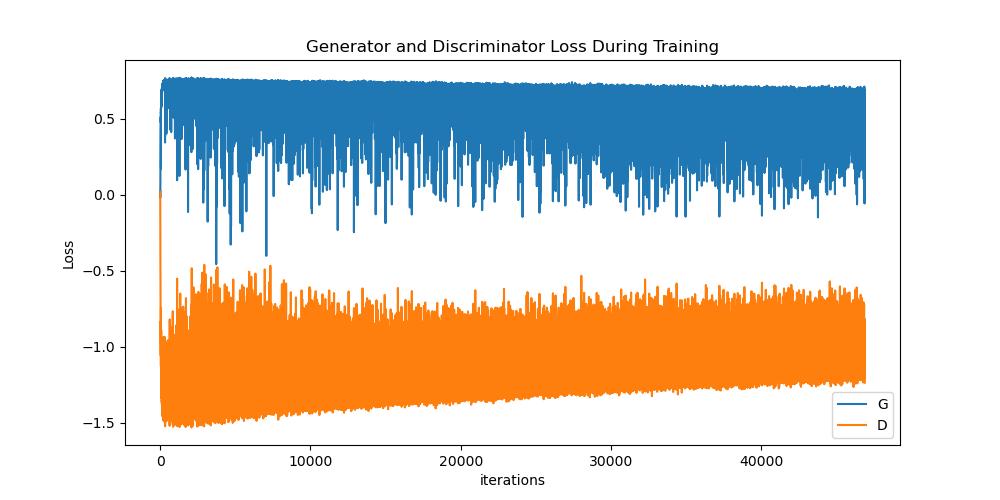 Generator and Discriminator Loss During Training
Loss
0.5
0.0
−0.5
−1.0
−1.5
0
10000
20000
30000
40000
iterations
G
D